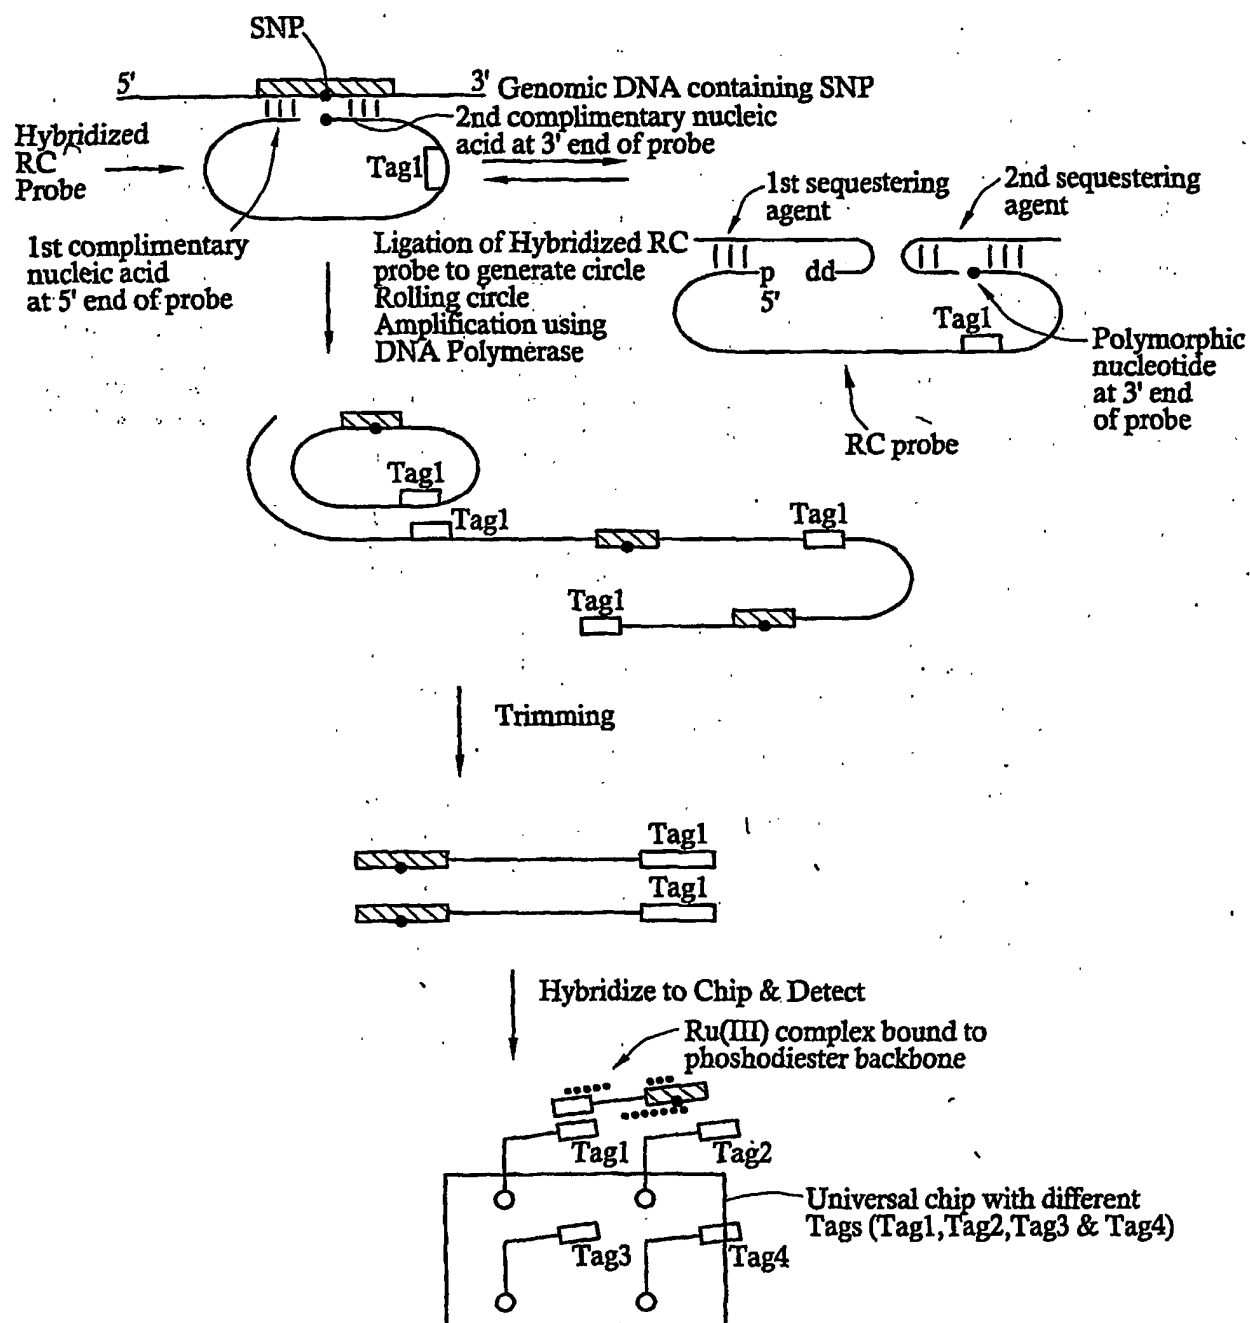 SNP
5'
3' Genomic DNA containing SNP
2nd complimentary nucleic
acid at 3' end of probe
Hybridized
RC
Probe
Tag1
1st complimentary
nucleic acid
at 5' end of probe
1st sequestering
agent
2nd sequestering
agent
Ligation of Hybridized RC
probe to generate circle
Rolling circle
Amplification using
DNA Polymerase
p dd
5'
Tag1
Polymorphic
nucleotide
at 3' end
of probe
RC probe
Tag1
Tag1
Tag1
Tag1
Trimming
Tag1
Tag1
Hybridize to Chip & Detect
Ru(III) complex bound to
phoshodiester backbone
Tag1
Tag2
Universal chip with different
Tags (Tag1,Tag2,Tag3 & Tag4)
Tag3
Tag4